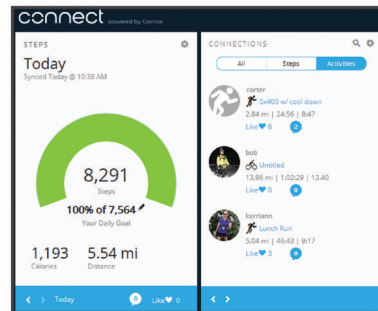 connect powered by Garmin
STEPS
Today
Synced Today @ 10:38 AM
8,291
Steps
100% of 7,564
Your Daily Goal
1,193
Calories
5.54 mi
Distance
Today
0
Like 0
CONNECTIONS
All Steps Activities
carter
5x400 w/ cool down
2.84 mi | 24:56 | 8:47
Like 6 2
bob
Untitled
13.96 mi | 1:02:29 | 13.40
Like 0 0
kerriann
Lunch Run
5.04 mi | 46:43 | 9:17
Like 3 0